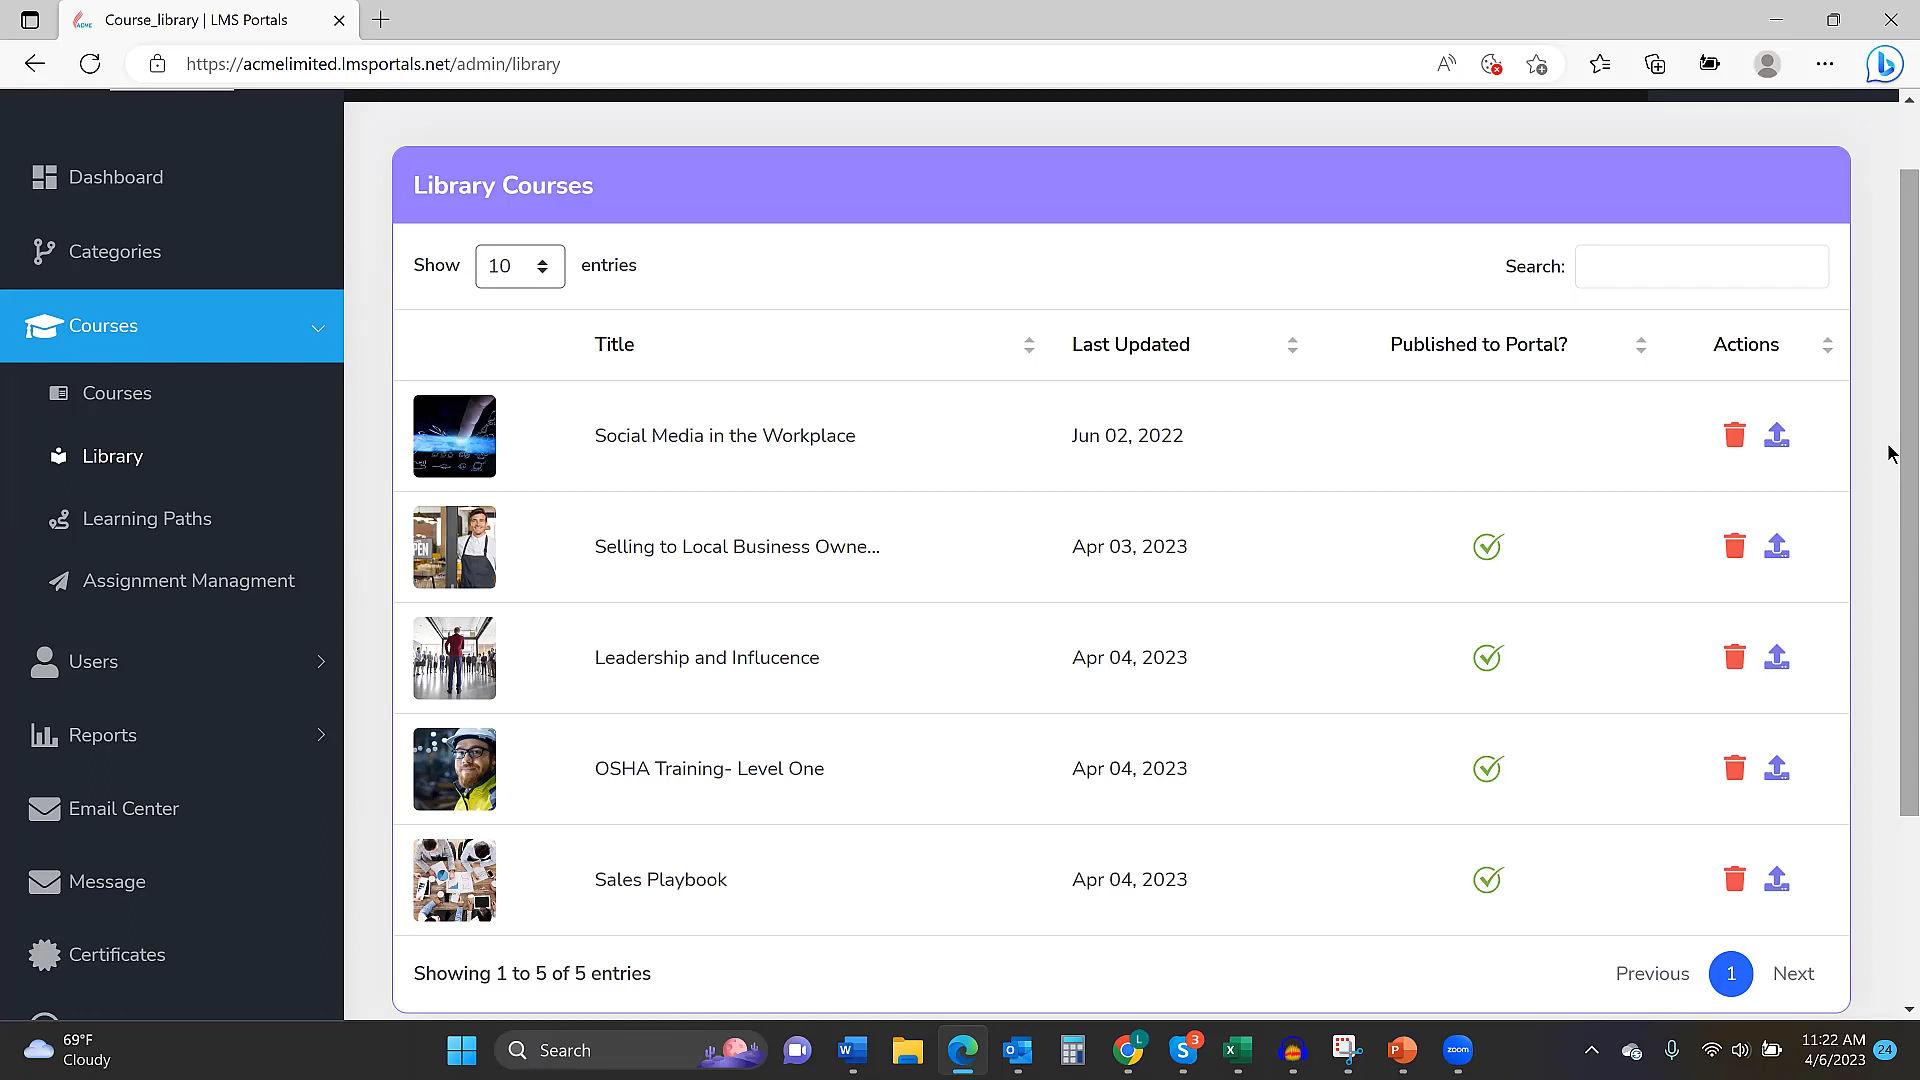 Course_library | LMS Portals
https://acmelimited.lmsportals.net/admin/library
Dashboard
Categories
Courses
Courses
Library
Learning Paths
Assignment Managment
Users
Reports
Email Center
Message
Certificates
Library Courses
Show 10 entries
Search:
Title Last Updated Published to Portal? Actions
Social Media in the Workplace Jun 02, 2022
Selling to Local Business Owne... Apr 03, 2023
Leadership and Influcence Apr 04, 2023
OSHA Training- Level One Apr 04, 2023
Sales Playbook Apr 04, 2023
Showing 1 to 5 of 5 entries
Previous 1 Next
69°F
Cloudy
Search
L
3
zoom
11:22 AM
4/6/2023
24